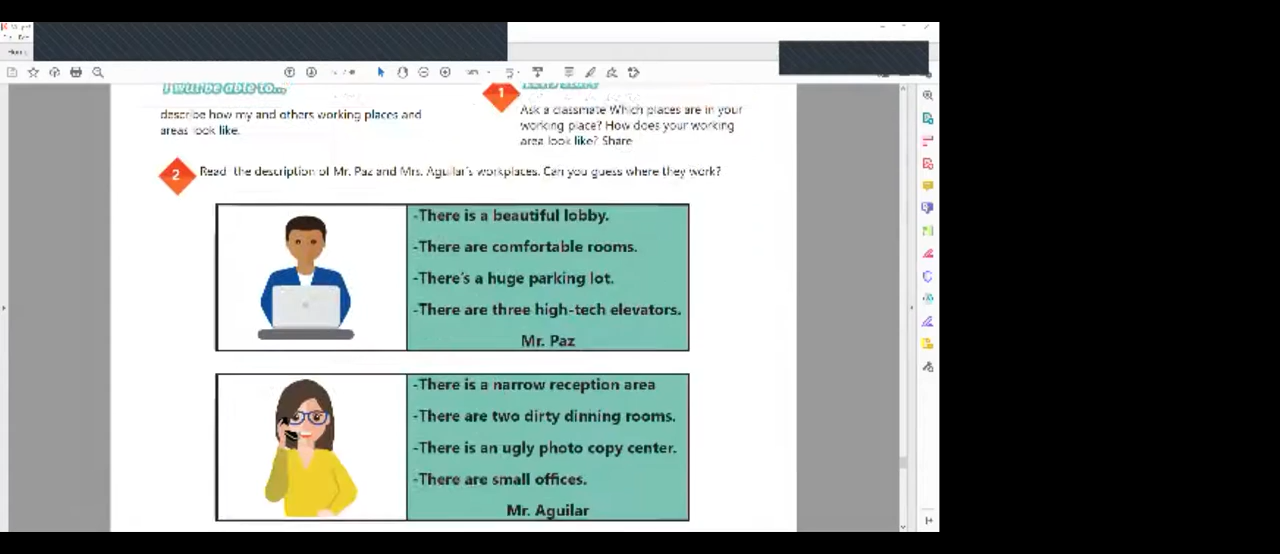 I will be able to...
describe how my and others working places and
areas look like.
1
Ask a classmate Which places are in your
working place? How does your working
area look like? Share
2
Read the description of Mr. Paz and Mrs. Aguilar´s workplaces. Can you guess where they work?
-There is a beautiful lobby.
-There are comfortable rooms.
-There´s a huge parking lot.
-There are three high-tech elevators.
Mr. Paz
-There is a narrow reception area
-There are two dirty dinning rooms.
-There is an ugly photo copy center.
-There are small offices.
Mr. Aguilar